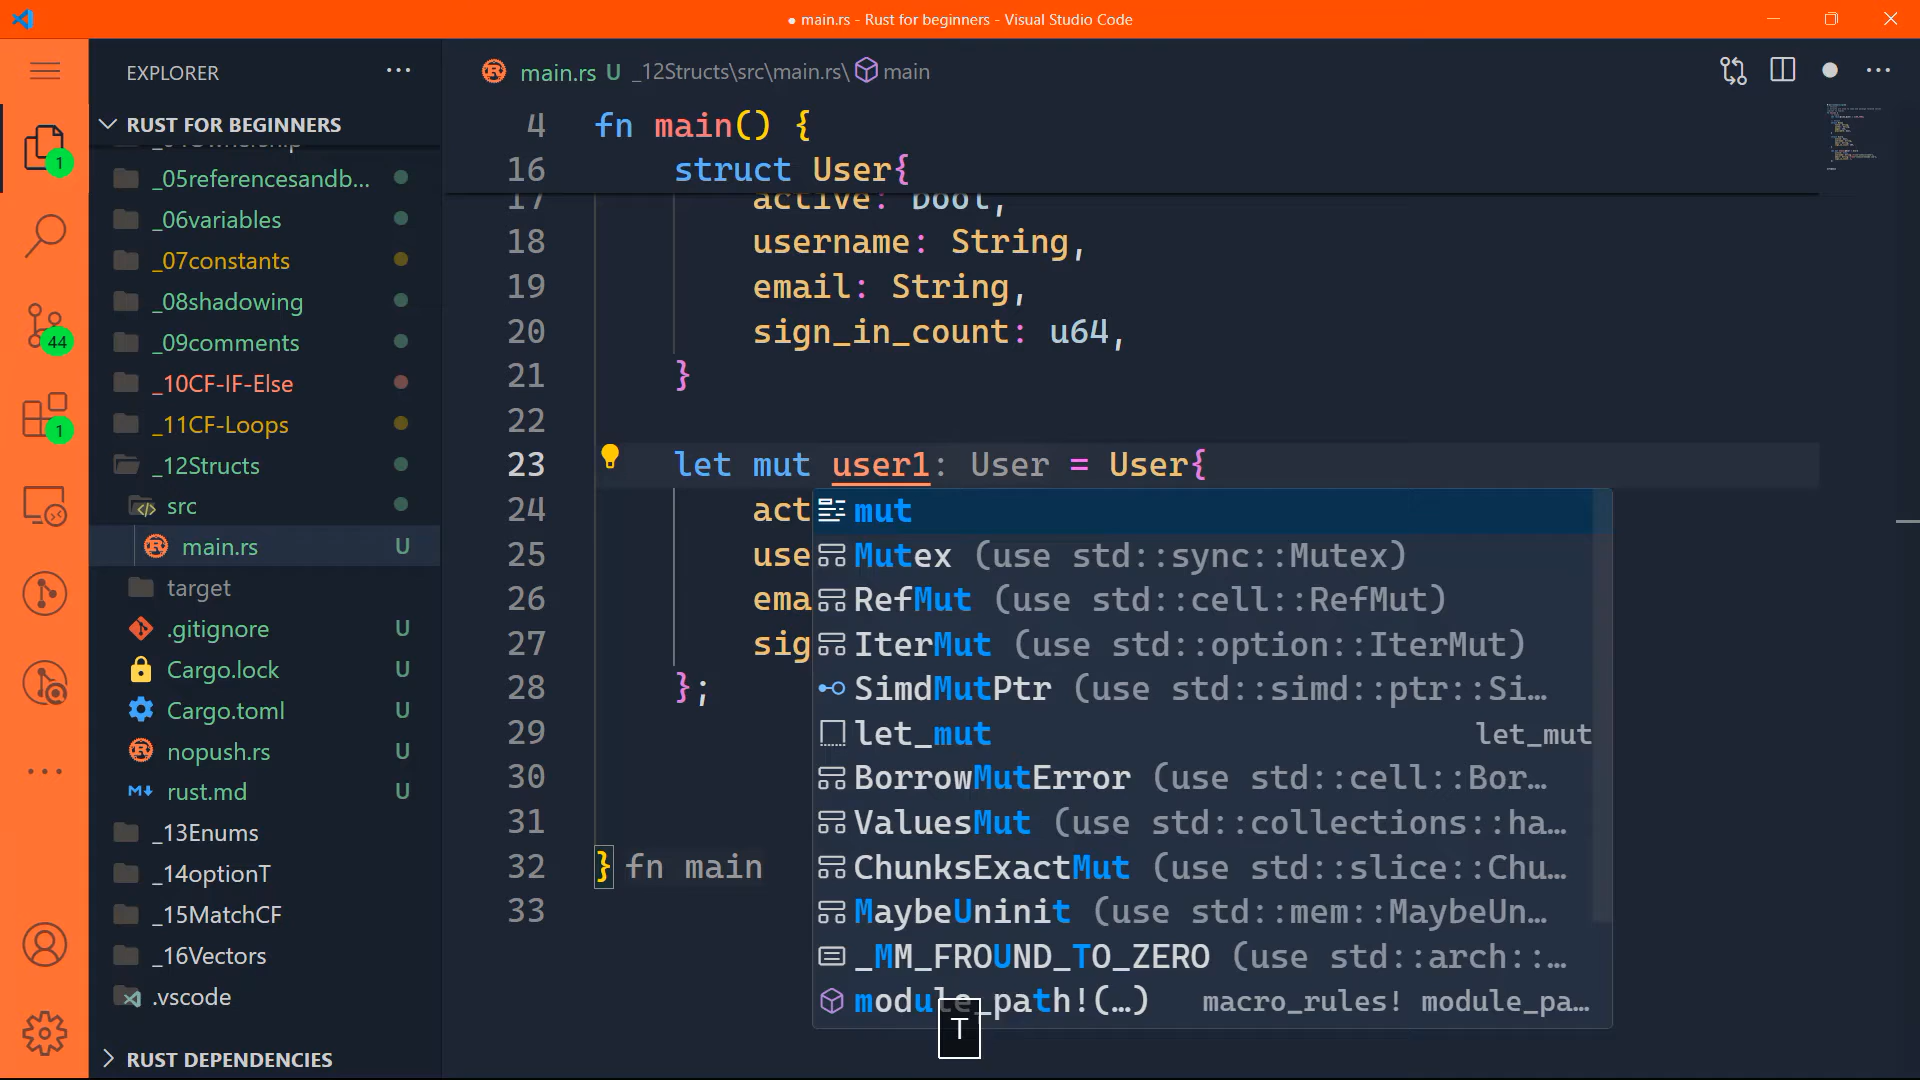 ● main.rs - Rust for beginners - Visual Studio Code
EXPLORER
RUST FOR BEGINNERS
_05referencesandb...
_06variables
_07constants
_08shadowing
_09comments
_10CF-IF-Else
_11CF-Loops
_12Structs
src
main.rs U
target
.gitignore U
Cargo.lock U
Cargo.toml U
nopush.rs U
rust.md U
_13Enums
_14optionT
_15MatchCF
_16Vectors
.vscode
RUST DEPENDENCIES
1
44
1
main.rs U _12Structs\src\main.rs\ main
4 fn main() {
16 struct User{
17 active: bool,
18 username: String,
19 email: String,
20 sign_in_count: u64,
21 }
22
23 let mut user1: User = User{
24 act
25 use
26 ema
27 sig
28 };
29
30
31
32 } fn main
33
mut
Mutex (use std::sync::Mutex)
RefMut (use std::cell::RefMut)
IterMut (use std::option::IterMut)
SimdMutPtr (use std::simd::ptr::Si…
let_mut let_mut
BorrowMutError (use std::cell::Bor…
ValuesMut (use std::collections::ha…
ChunksExactMut (use std::slice::Chu…
MaybeUninit (use std::mem::MaybeUn…
_MM_FROUND_TO_ZERO (use std::arch::…
module_path!(…) macro_rules! module_pa…
T